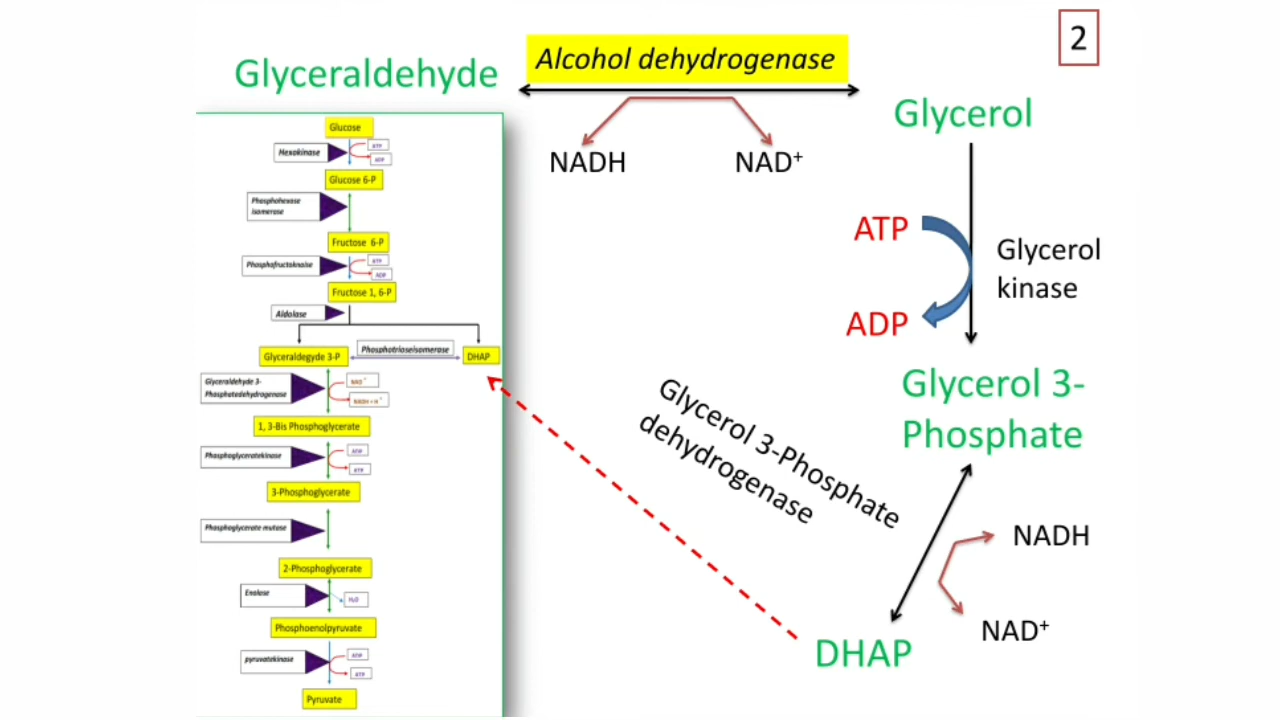 2
Alcohol dehydrogenase
Glyceraldehyde
Glycerol
NADH
NAD⁺
ATP
Glycerol
kinase
ADP
Glycerol 3-
Phosphate
Glycerol 3-Phosphate
dehydrogenase
NADH
NAD⁺
DHAP
Glucose
Hexokinase
ATP
ADP
Glucose 6-P
Phosphohexose
isomerase
Fructose 6-P
Phosphofructoknaise
ATP
ADP
Fructose 1, 6-P
Aldolase
Glyceraldegyde 3-P
Phosphotrioseisomerase
DHAP
Glyceraldehyde 3-
Phosphatedehydrogenase
NAD⁺
NADH + H⁺
1, 3-Bis Phosphoglycerate
Phosphoglyceratekinase
ADP
ATP
3-Phosphoglycerate
Phosphoglycerate mutase
2-Phosphoglycerate
Enolase
H₂O
Phosphoenolpyruvate
pyruvatekinase
ADP
ATP
Pyruvate